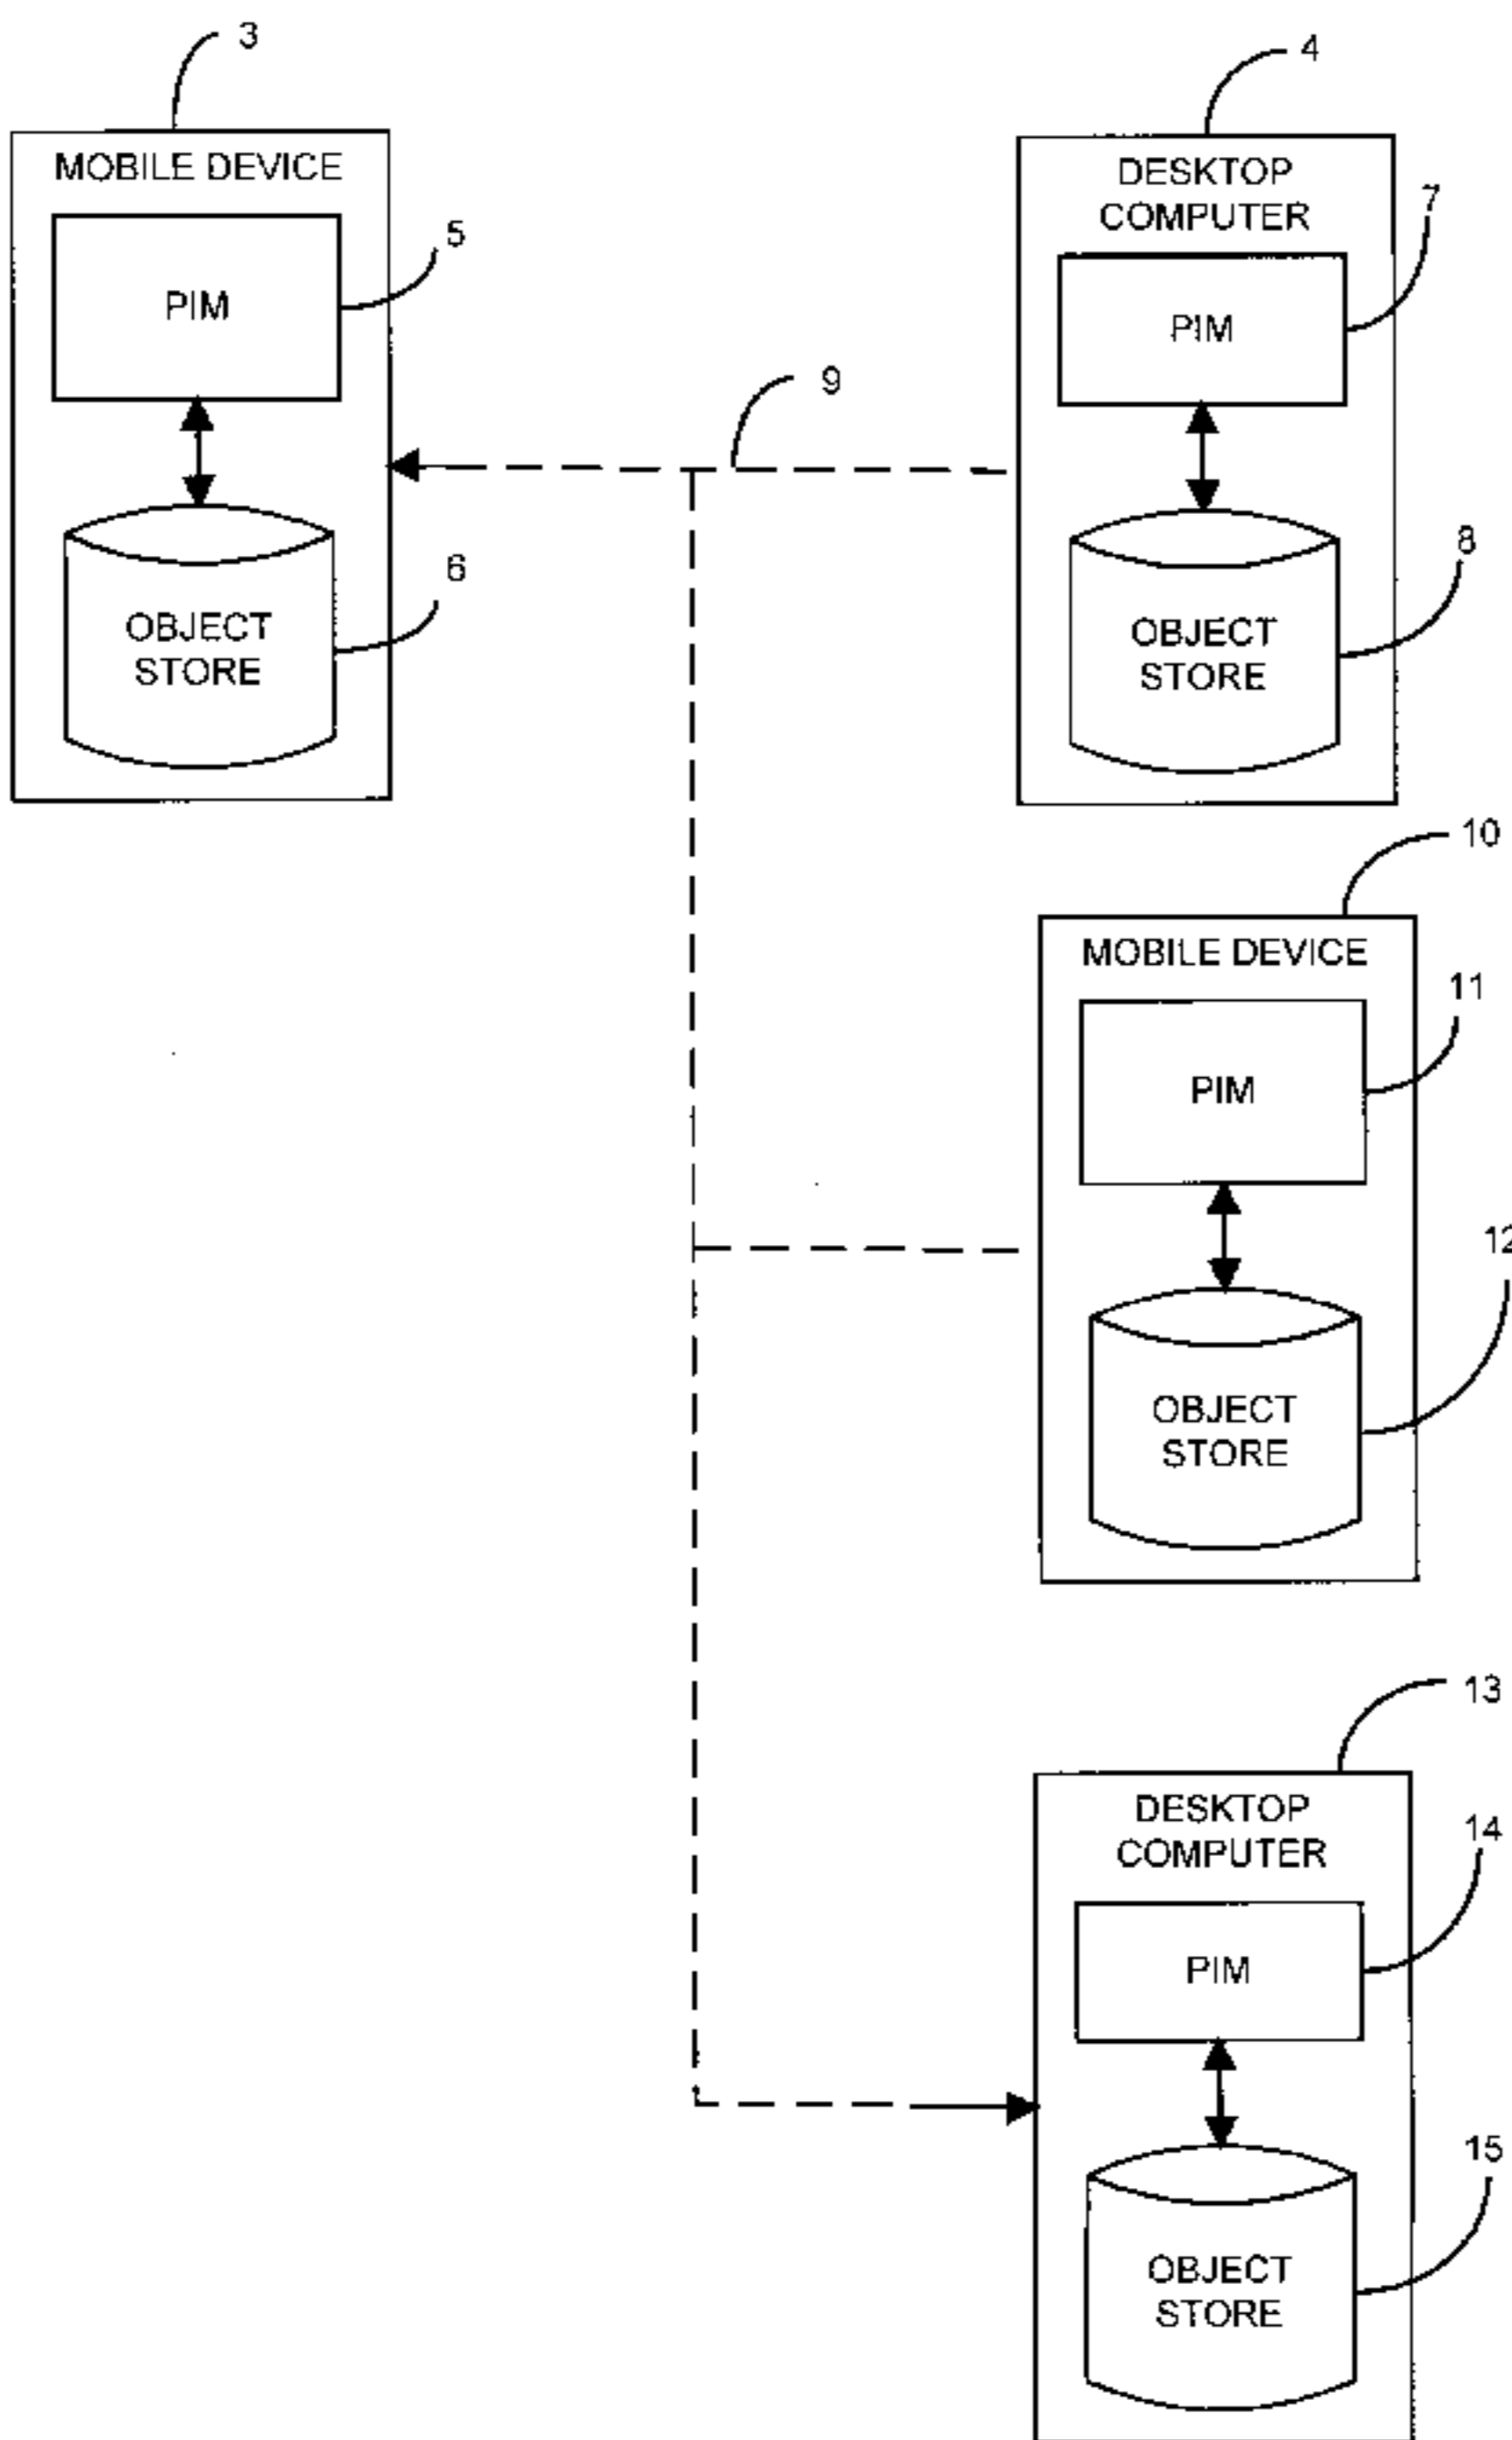 3
4
MOBILE DEVICE
DESKTOP
COMPUTER
5
7
PIM
PIM
9
6
8
OBJECT
STORE
OBJECT
STORE
10
MOBILE DEVICE
11
PIM
12
OBJECT
STORE
13
DESKTOP
COMPUTER
14
PIM
15
OBJECT
STORE